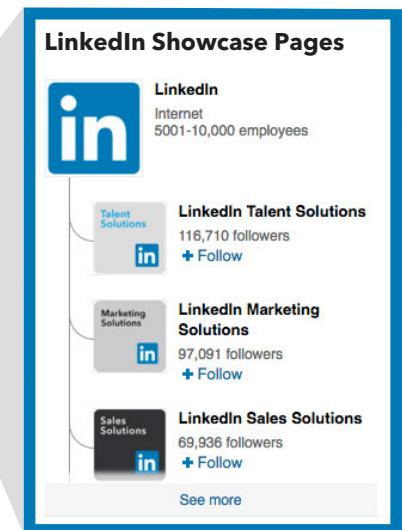 LinkedIn Showcase Pages
in
LinkedIn
Internet
5001-10,000 employees
Talent
Solutions
in
LinkedIn Talent Solutions
116,710 followers
+ Follow
Marketing
Solutions
in
LinkedIn Marketing
Solutions
97,091 followers
+ Follow
Sales
Solutions
in
LinkedIn Sales Solutions
69,936 followers
+ Follow
See more